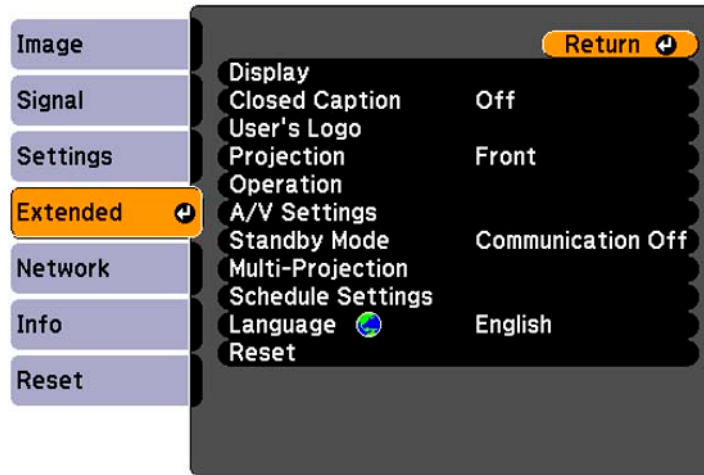 Image
Signal
Settings
Extended
Network
Info
Reset
Return
Display
Closed Caption Off
User's Logo
Projection Front
Operation
A/V Settings
Standby Mode Communication Off
Multi-Projection
Schedule Settings
Language English
Reset